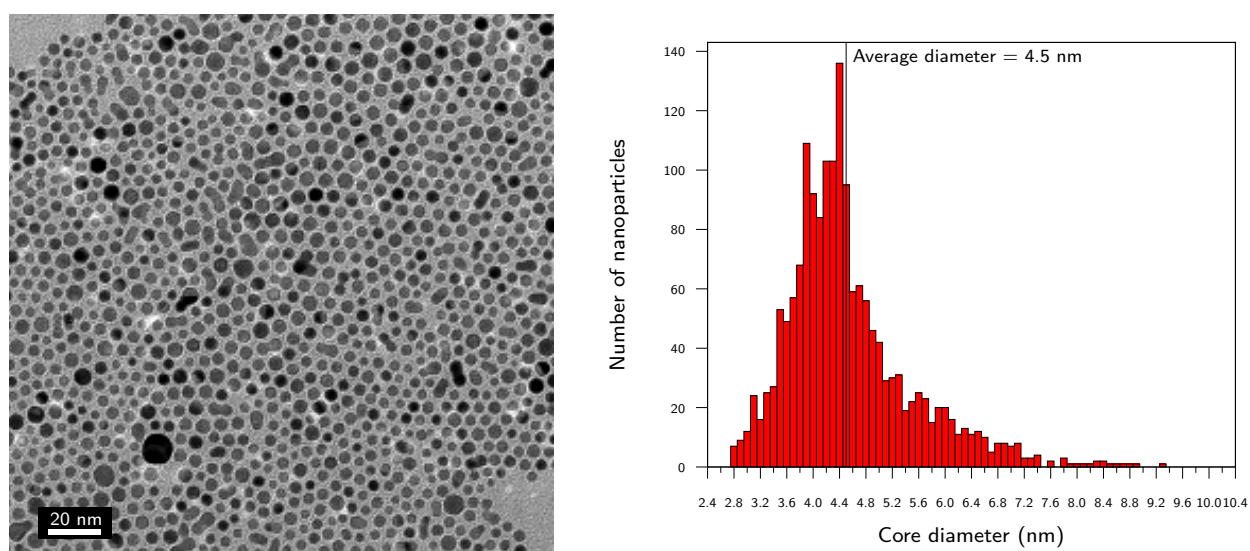 20 nm
Average diameter = 4.5 nm
140
120
100
80
60
40
20
0
2.4 2.8 3.2 3.6 4.0 4.4 4.8 5.2 5.6 6.0 6.4 6.8 7.2 7.6 8.0 8.4 8.8 9.2 9.6 10.0 10.4
Number of nanoparticles
Core diameter (nm)